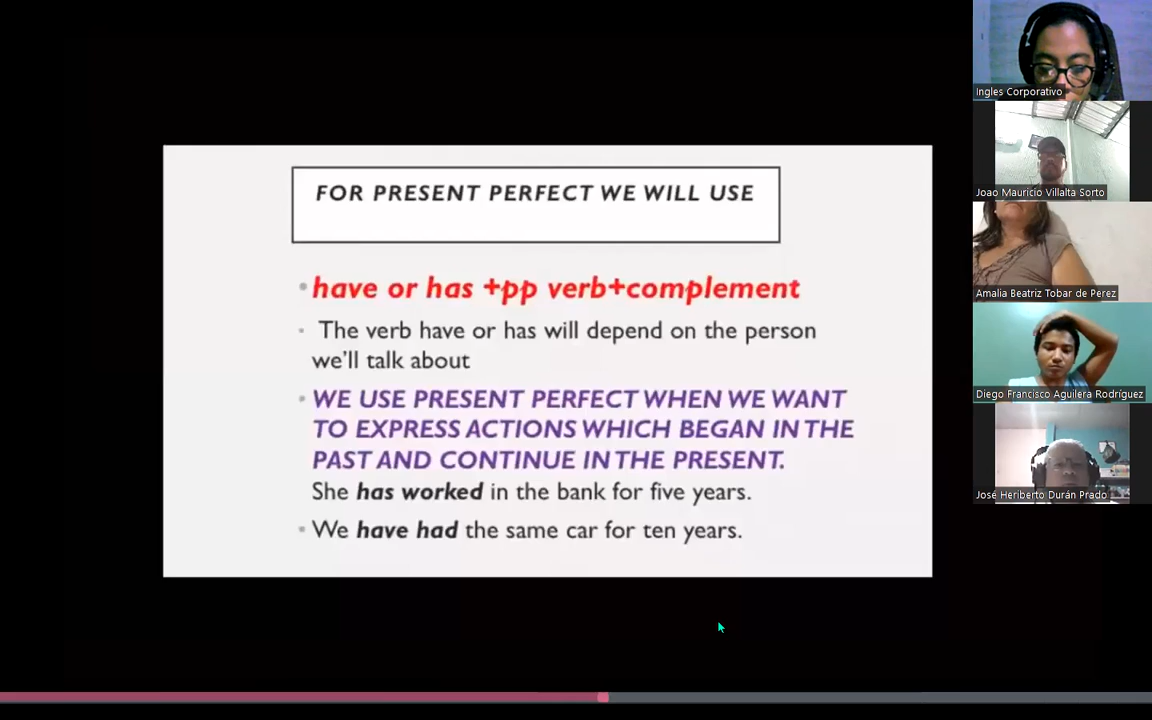 FOR PRESENT PERFECT WE WILL USE
have or has +pp verb+complement
The verb have or has will depend on the person
we'll talk about
WE USE PRESENT PERFECT WHEN WE WANT
TO EXPRESS ACTIONS WHICH BEGAN IN THE
PAST AND CONTINUE IN THE PRESENT.
She has worked in the bank for five years.
We have had the same car for ten years.
Ingles Corporativo
Joao Mauricio Villalta Sorto
Amalia Beatriz Tobar de Perez
Diego Francisco Aguilera Rodríguez
José Heriberto Durán Prado